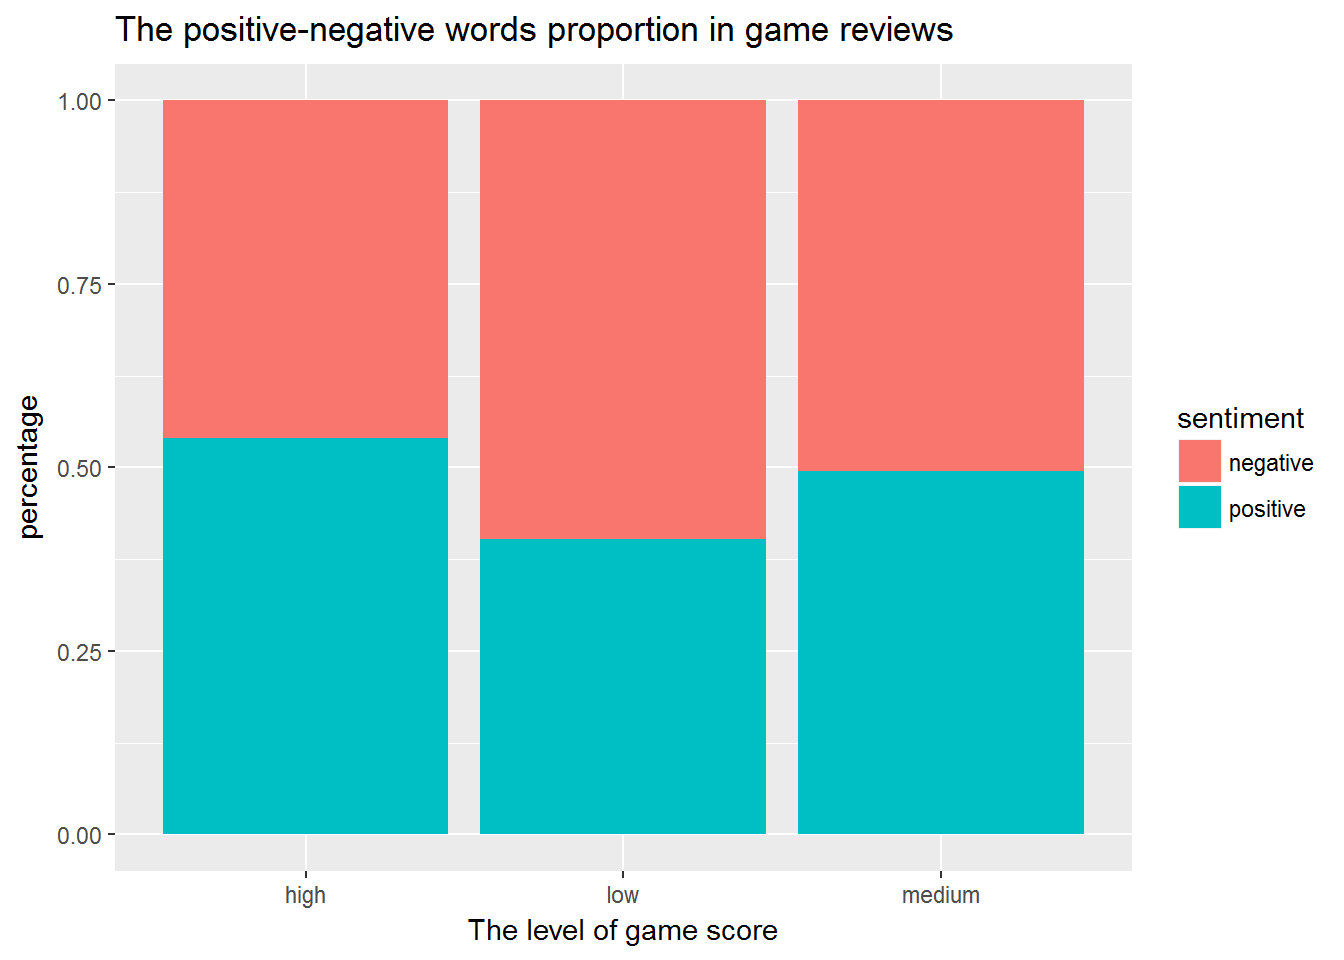 The positive-negative words proportion in game reviews
percentage
1.00
0.75
0.50
0.25
0.00
high
low
medium
The level of game score
sentiment
negative
positive